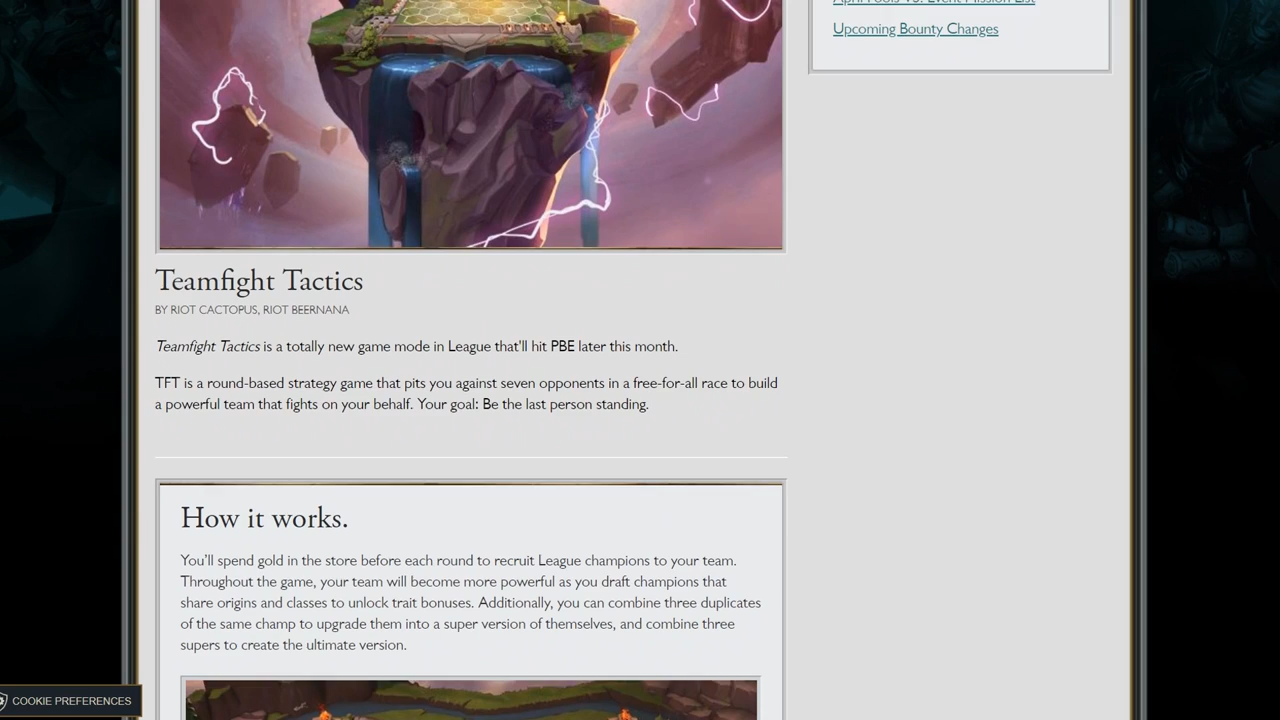 April Fools VS. Event Mission List
Upcoming Bounty Changes
Teamfight Tactics
BY RIOT CACTOPUS, RIOT BEERNANA
Teamfight Tactics is a totally new game mode in League that'll hit PBE later this month.
TFT is a round-based strategy game that pits you against seven opponents in a free-for-all race to build
a powerful team that fights on your behalf. Your goal: Be the last person standing.
How it works.
You'll spend gold in the store before each round to recruit League champions to your team.
Throughout the game, your team will become more powerful as you draft champions that
share origins and classes to unlock trait bonuses. Additionally, you can combine three duplicates
of the same champ to upgrade them into a super version of themselves, and combine three
supers to create the ultimate version.
COOKIE PREFERENCES